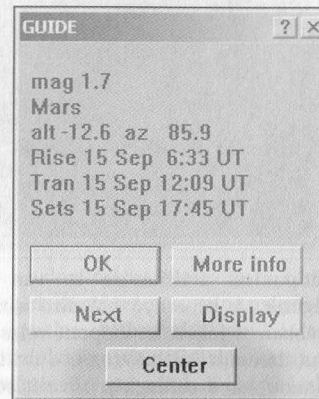 GUIDE ? ×
mag 1.7
Mars
alt -12.6 az 85.9
Rise 15 Sep 6:33 UT
Tran 15 Sep 12:09 UT
Sets 15 Sep 17:45 UT
OK More info
Next Display
Center